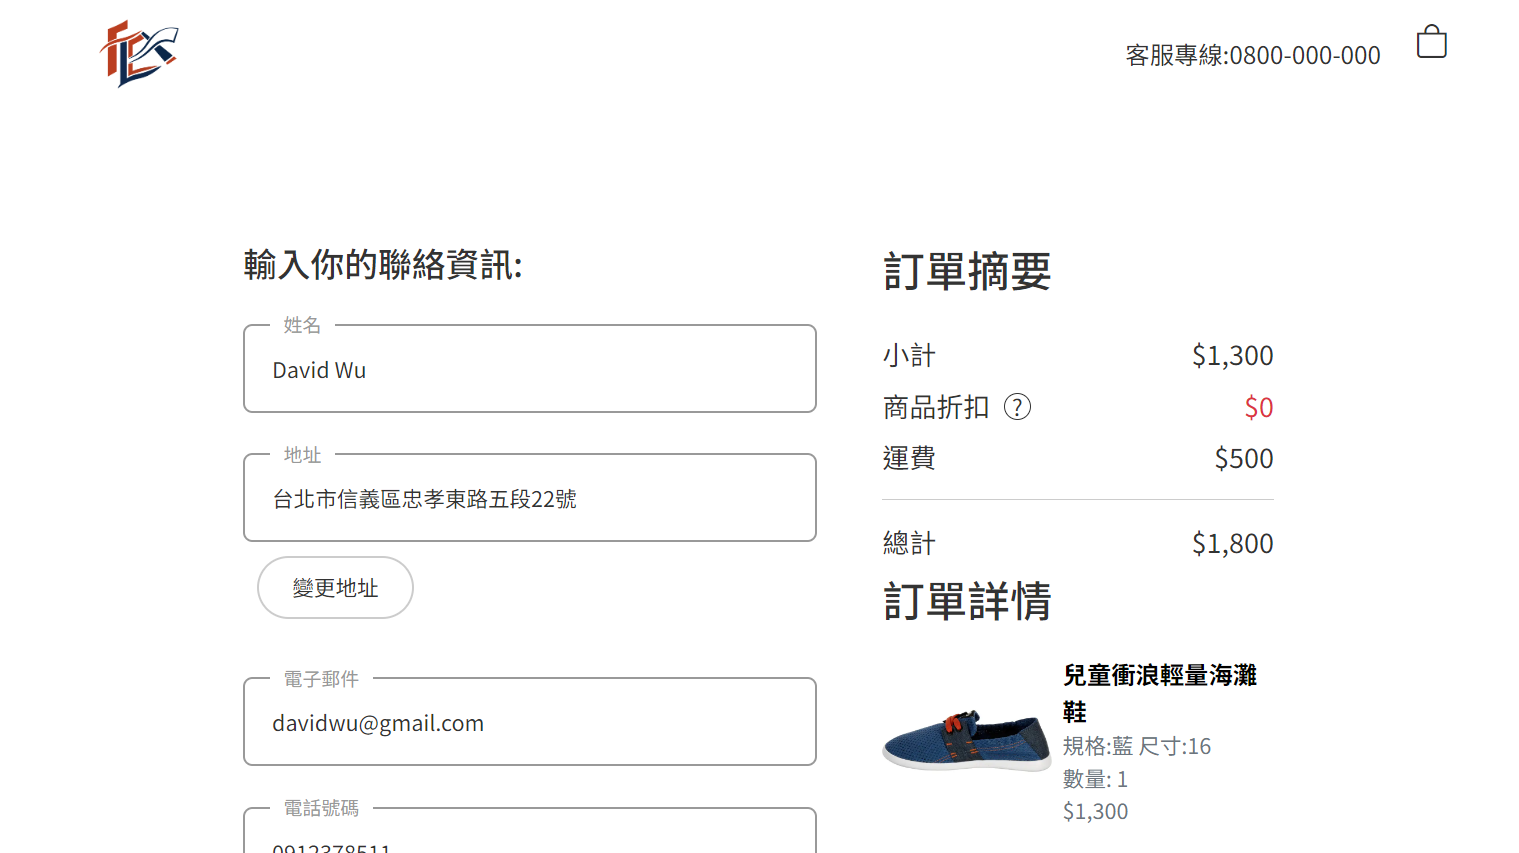 客服專線:0800-000-000
輸入你的聯絡資訊:
姓名
David Wu
地址
台北市信義區忠孝東路五段22號
變更地址
電子郵件
davidwu@gmail.com
電話號碼
0912378511
訂單摘要
小計 $1,300
商品折扣 ? $0
運費 $500
總計 $1,800
訂單詳情
兒童衝浪輕量海灘
鞋
規格:藍 尺寸:16
數量: 1
$1,300